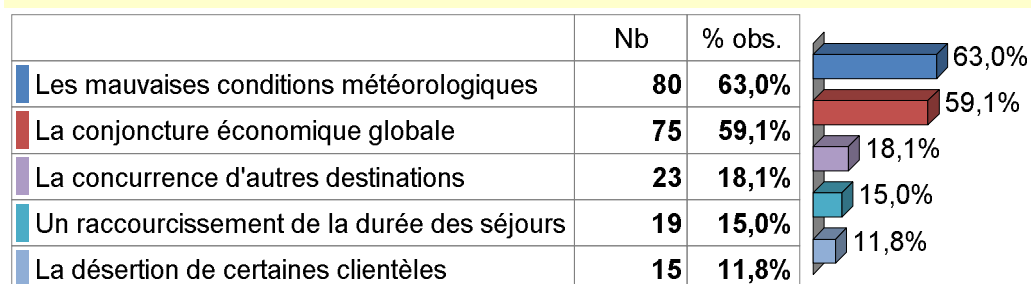 Nb % obs.
Les mauvaises conditions météorologiques 80 63,0% 63,0%
La conjoncture économique globale 75 59,1% 59,1%
La concurrence d'autres destinations 23 18,1% 18,1%
Un raccourcissement de la durée des séjours 19 15,0% 15,0%
La désertion de certaines clientèles 15 11,8% 11,8%